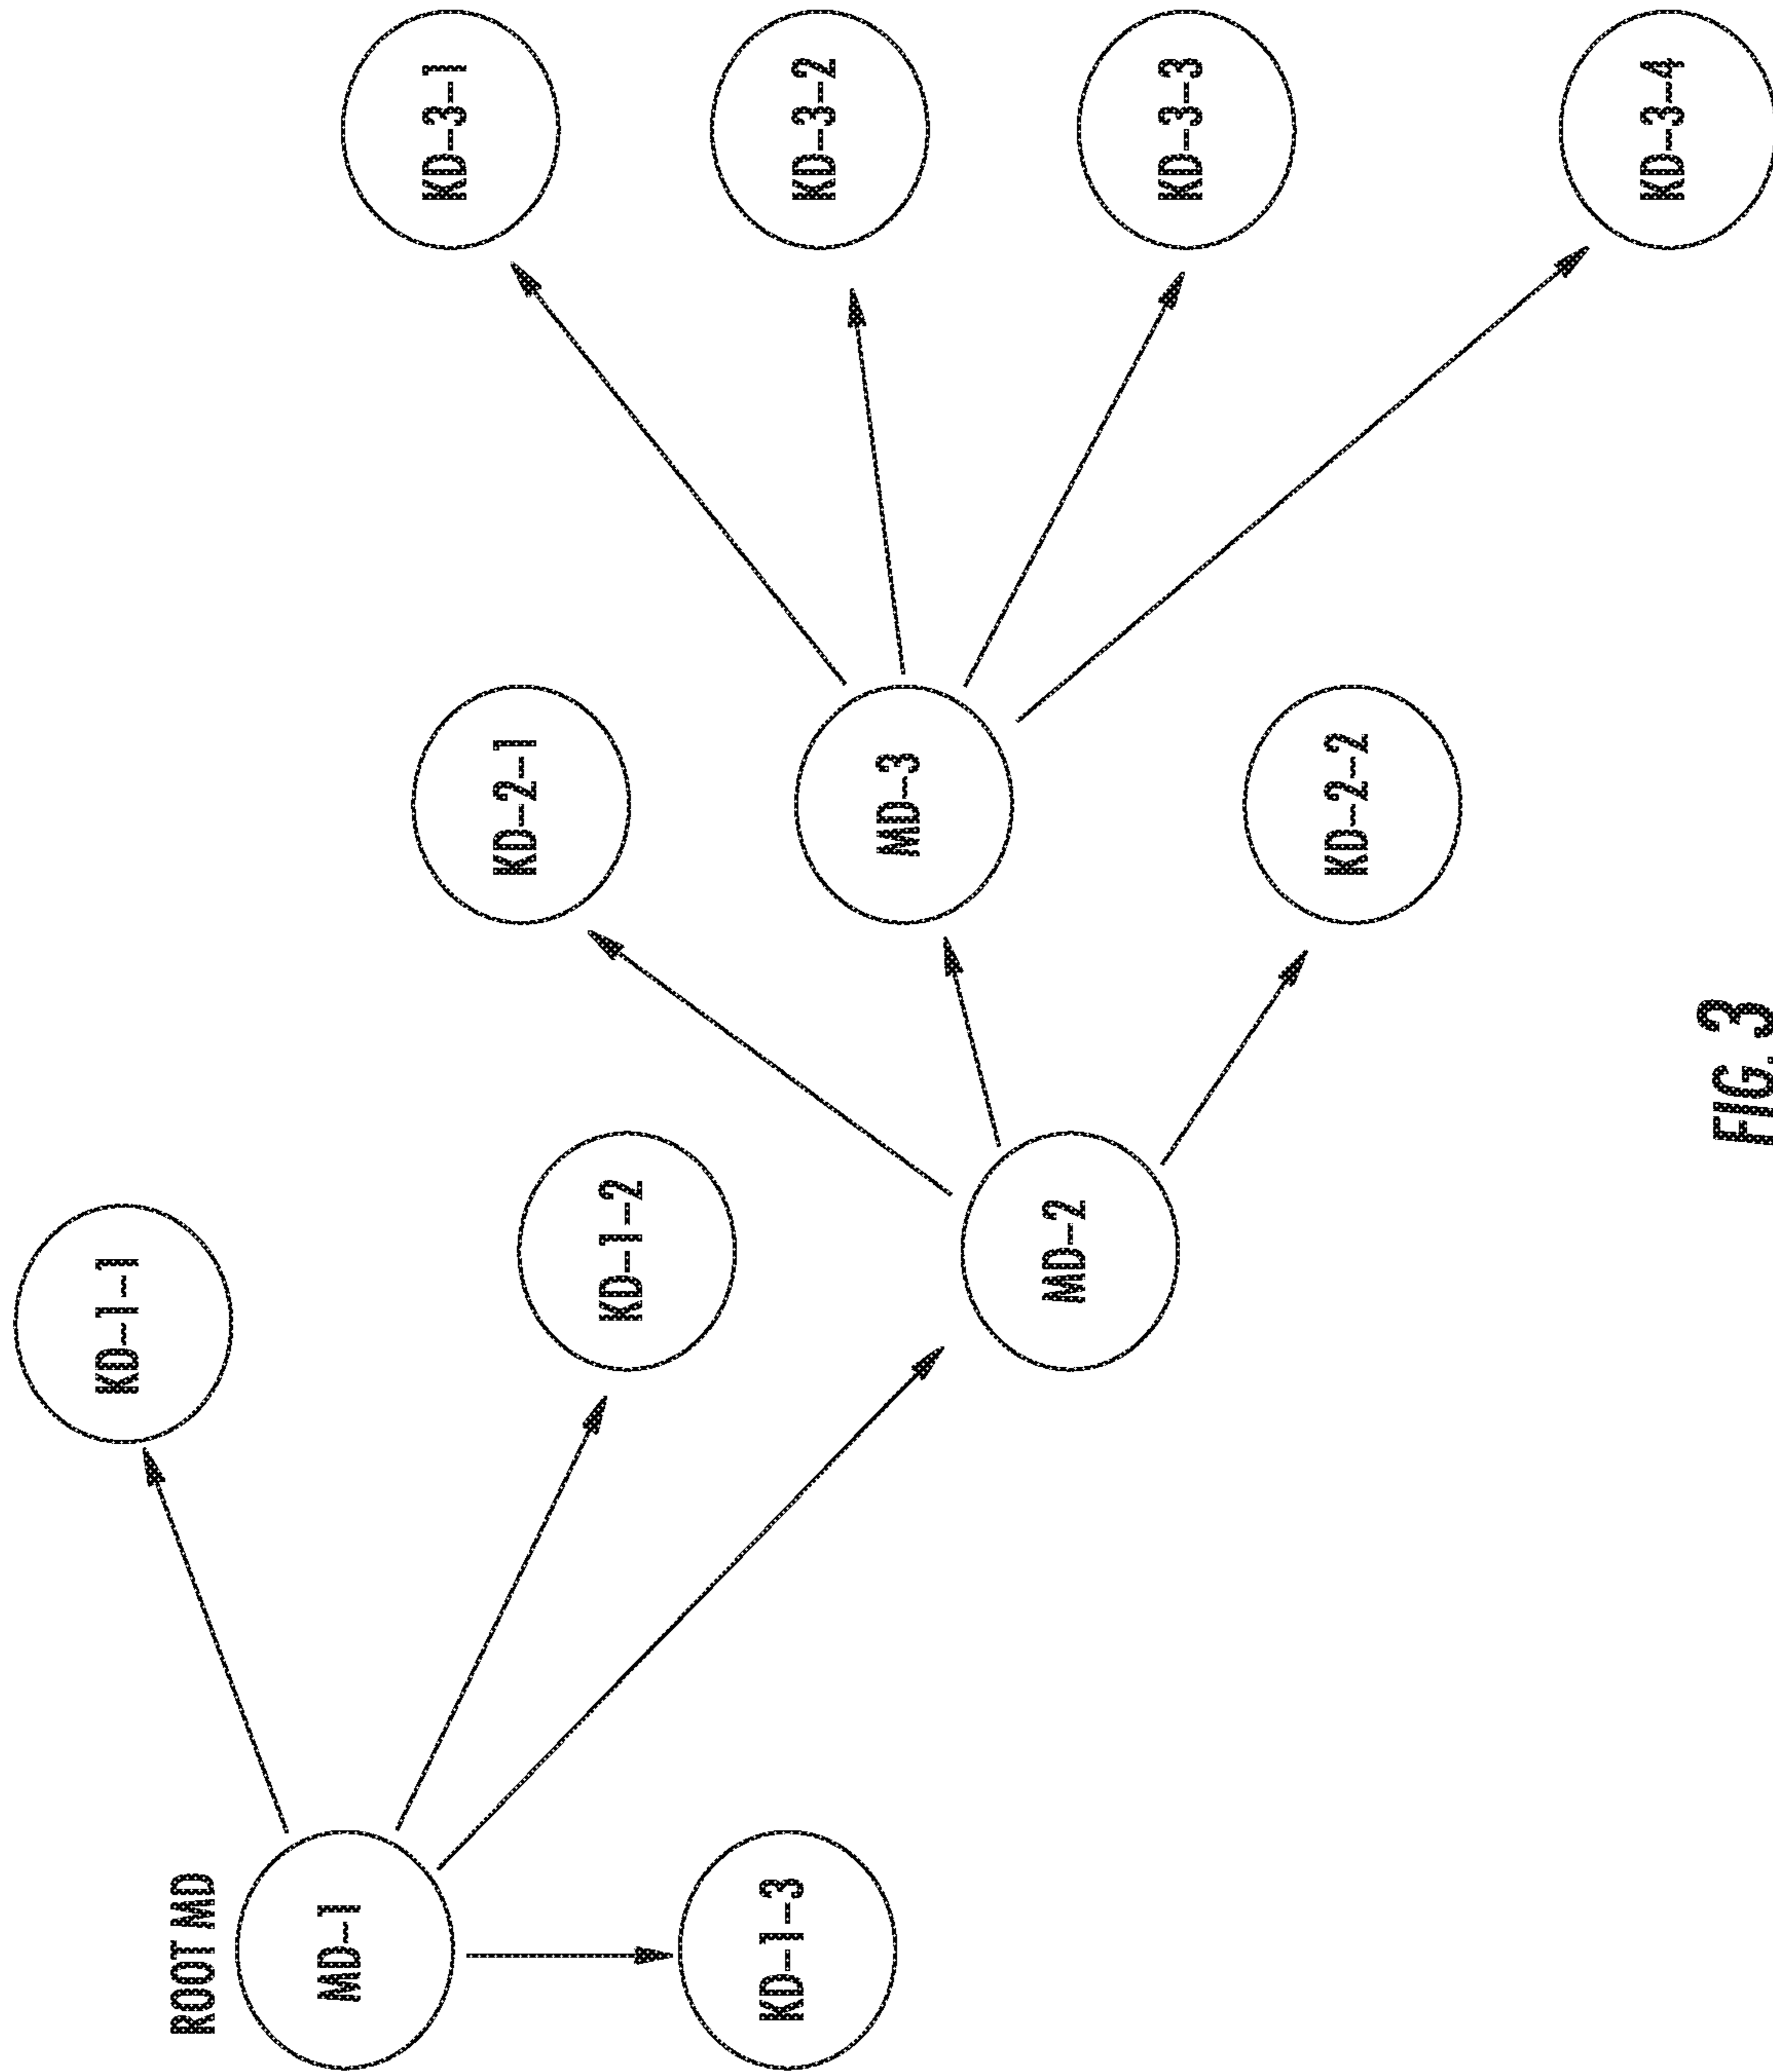 KD-1-1
ROOT MD
MD-1
KD-3-1
KD-2-1
KD-1-2
KD-1-3
KD-3-2
MD-3
MD-2
KD-3-3
KD-2-2
KD-3-4
FIG. 3